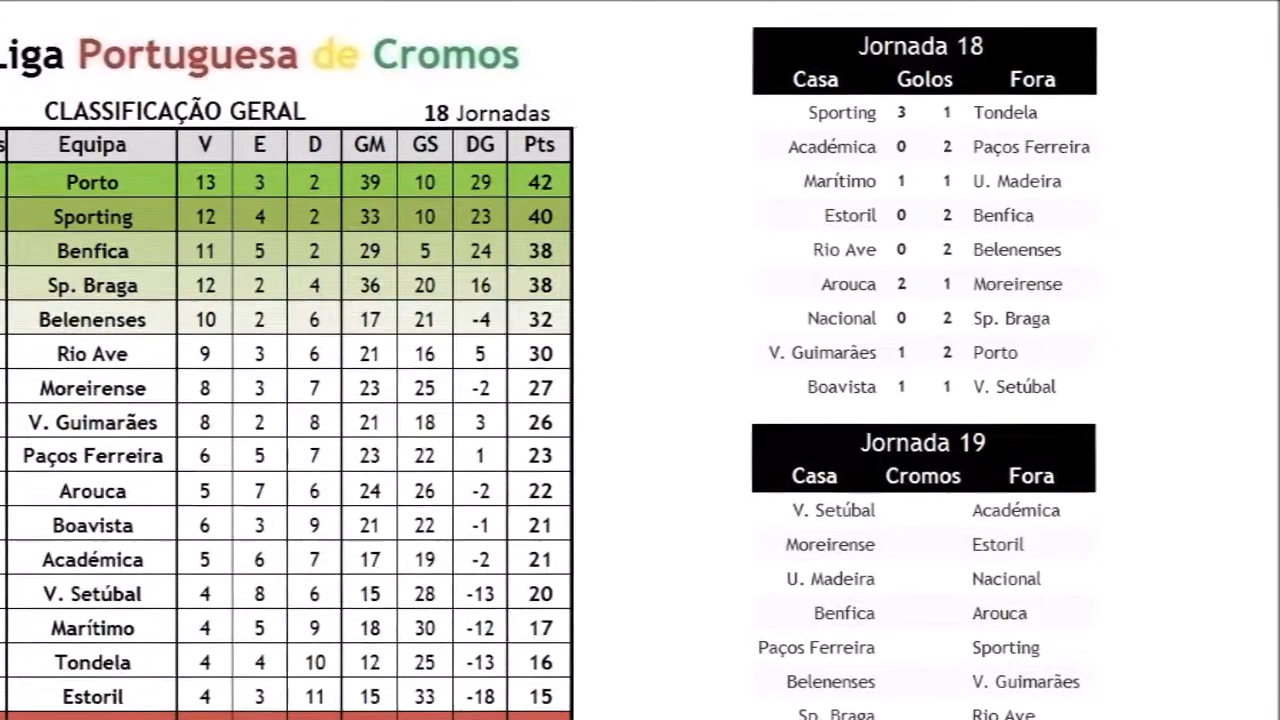 Liga Portuguesa de Cromos
CLASSIFICAÇÃO GERAL 18 Jornadas
Equipa V E D GM GS DG Pts
Porto 13 3 2 39 10 29 42
Sporting 12 4 2 33 10 23 40
Benfica 11 5 2 29 5 24 38
Sp. Braga 12 2 4 36 20 16 38
Belenenses 10 2 6 17 21 -4 32
Rio Ave 9 3 6 21 16 5 30
Moreirense 8 3 7 23 25 -2 27
V. Guimarães 8 2 8 21 18 3 26
Paços Ferreira 6 5 7 23 22 1 23
Arouca 5 7 6 24 26 -2 22
Boavista 6 3 9 21 22 -1 21
Académica 5 6 7 17 19 -2 21
V. Setúbal 4 8 6 15 28 -13 20
Marítimo 4 5 9 18 30 -12 17
Tondela 4 4 10 12 25 -13 16
Estoril 4 3 11 15 33 -18 15
Jornada 18
Casa Golos Fora
Sporting 3 1 Tondela
Académica 0 2 Paços Ferreira
Marítimo 1 1 U. Madeira
Estoril 0 2 Benfica
Rio Ave 0 2 Belenenses
Arouca 2 1 Moreirense
Nacional 0 2 Sp. Braga
V. Guimarães 1 2 Porto
Boavista 1 1 V. Setúbal
Jornada 19
Casa Cromos Fora
V. Setúbal Académica
Moreirense Estoril
U. Madeira Nacional
Benfica Arouca
Paços Ferreira Sporting
Belenenses V. Guimarães
Sp. Braga Rio Ave